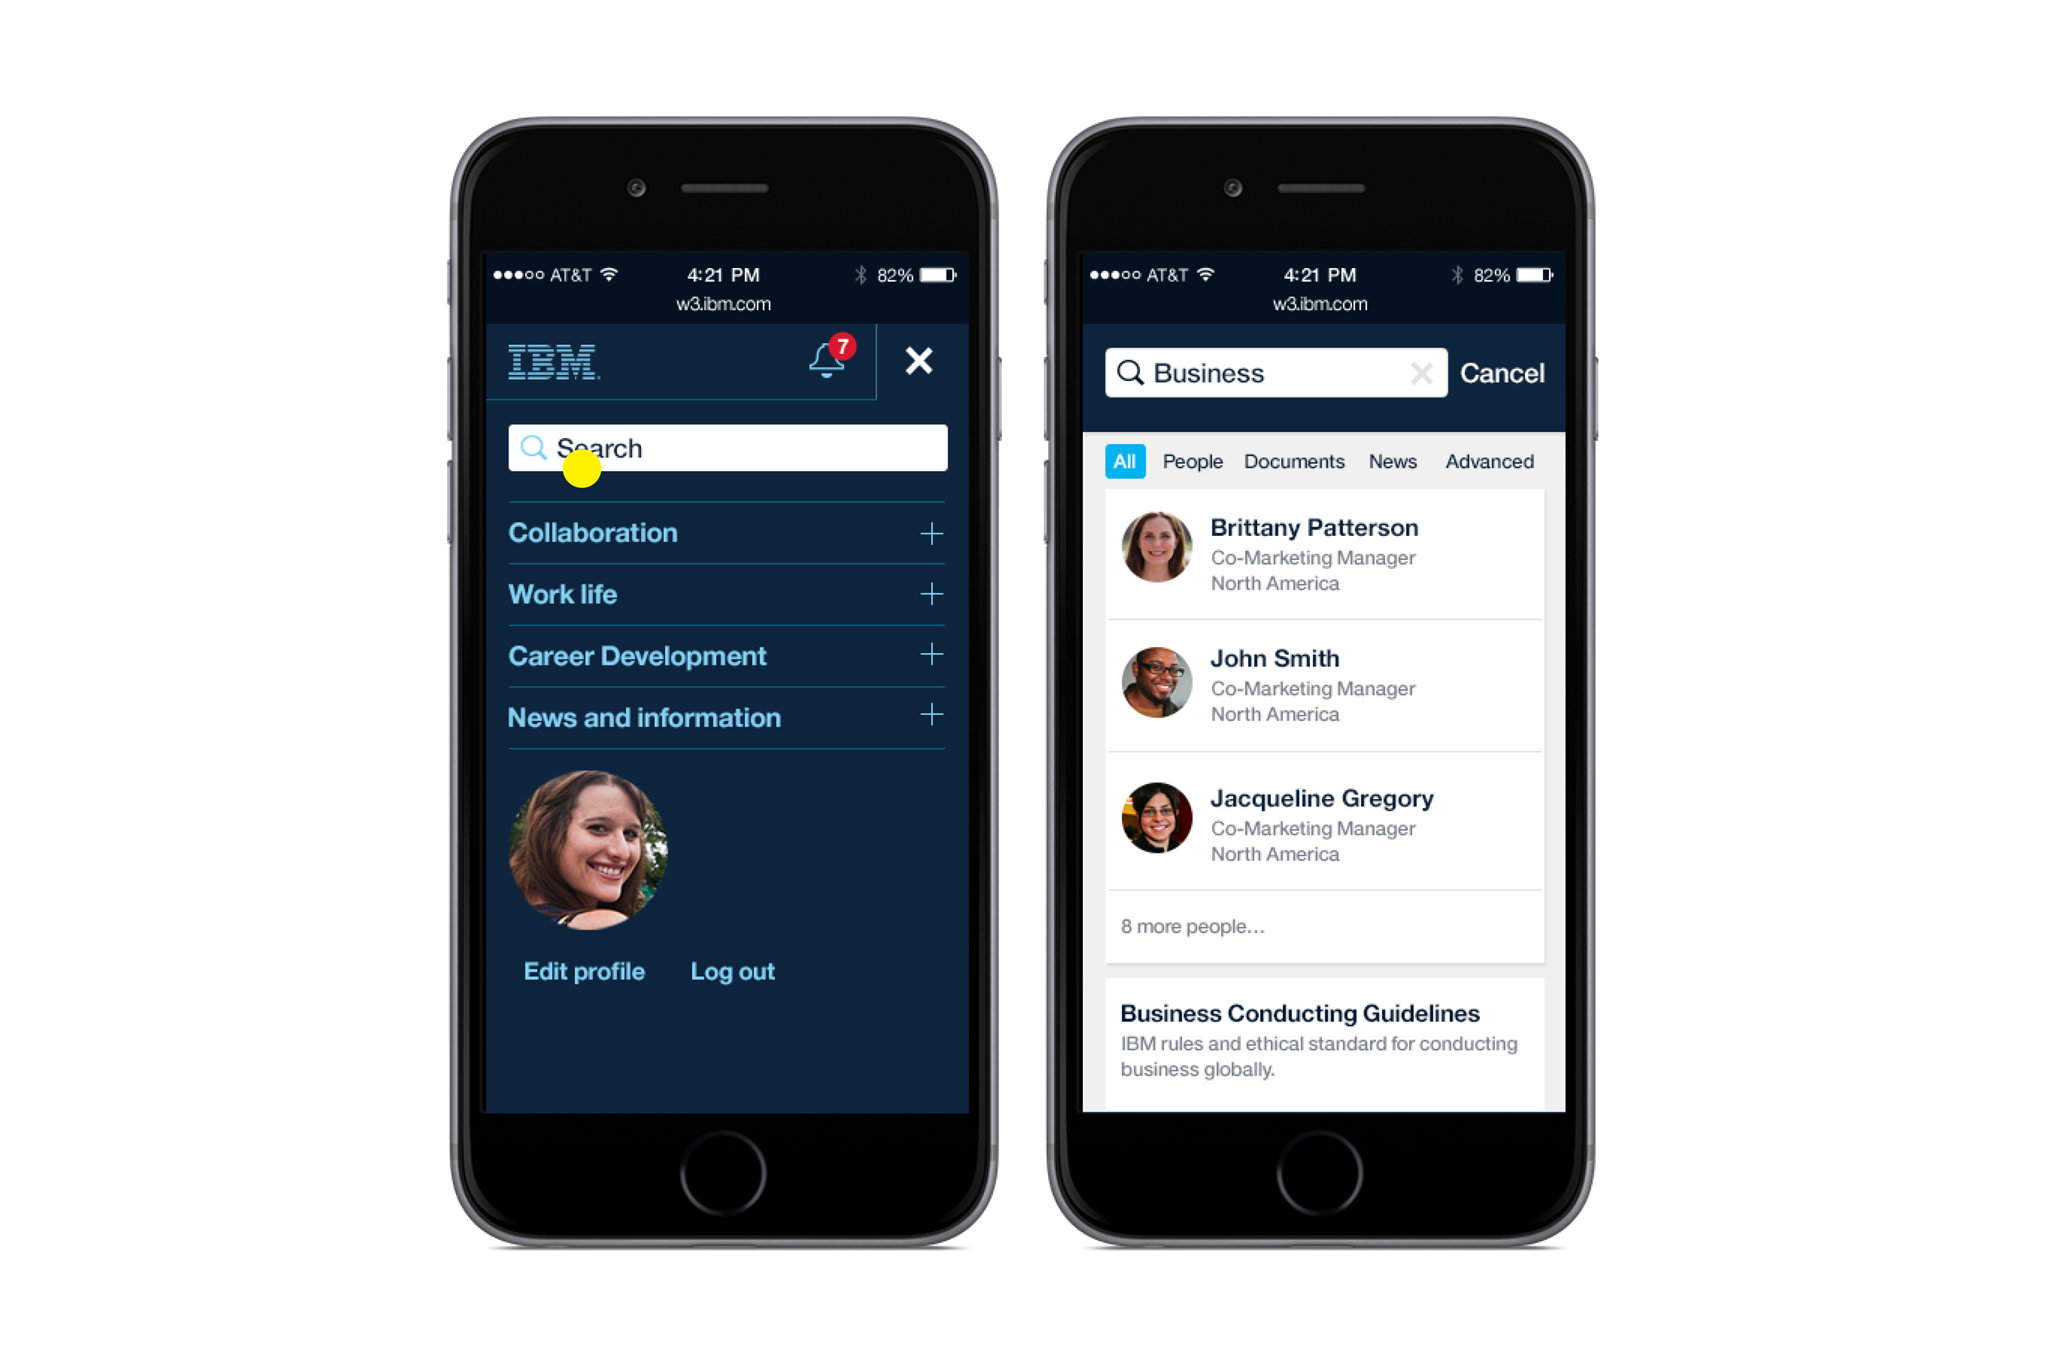 AT&T 4:21 PM 82%
w3.ibm.com
IBM 7
Search
Collaboration
Work life
Career Development
News and information
Edit profile Log out
AT&T 4:21 PM 82%
w3.ibm.com
Business Cancel
All People Documents News Advanced
Brittany Patterson
Co-Marketing Manager
North America
John Smith
Co-Marketing Manager
North America
Jacqueline Gregory
Co-Marketing Manager
North America
8 more people...
Business Conducting Guidelines
IBM rules and ethical standard for conducting
business globally.